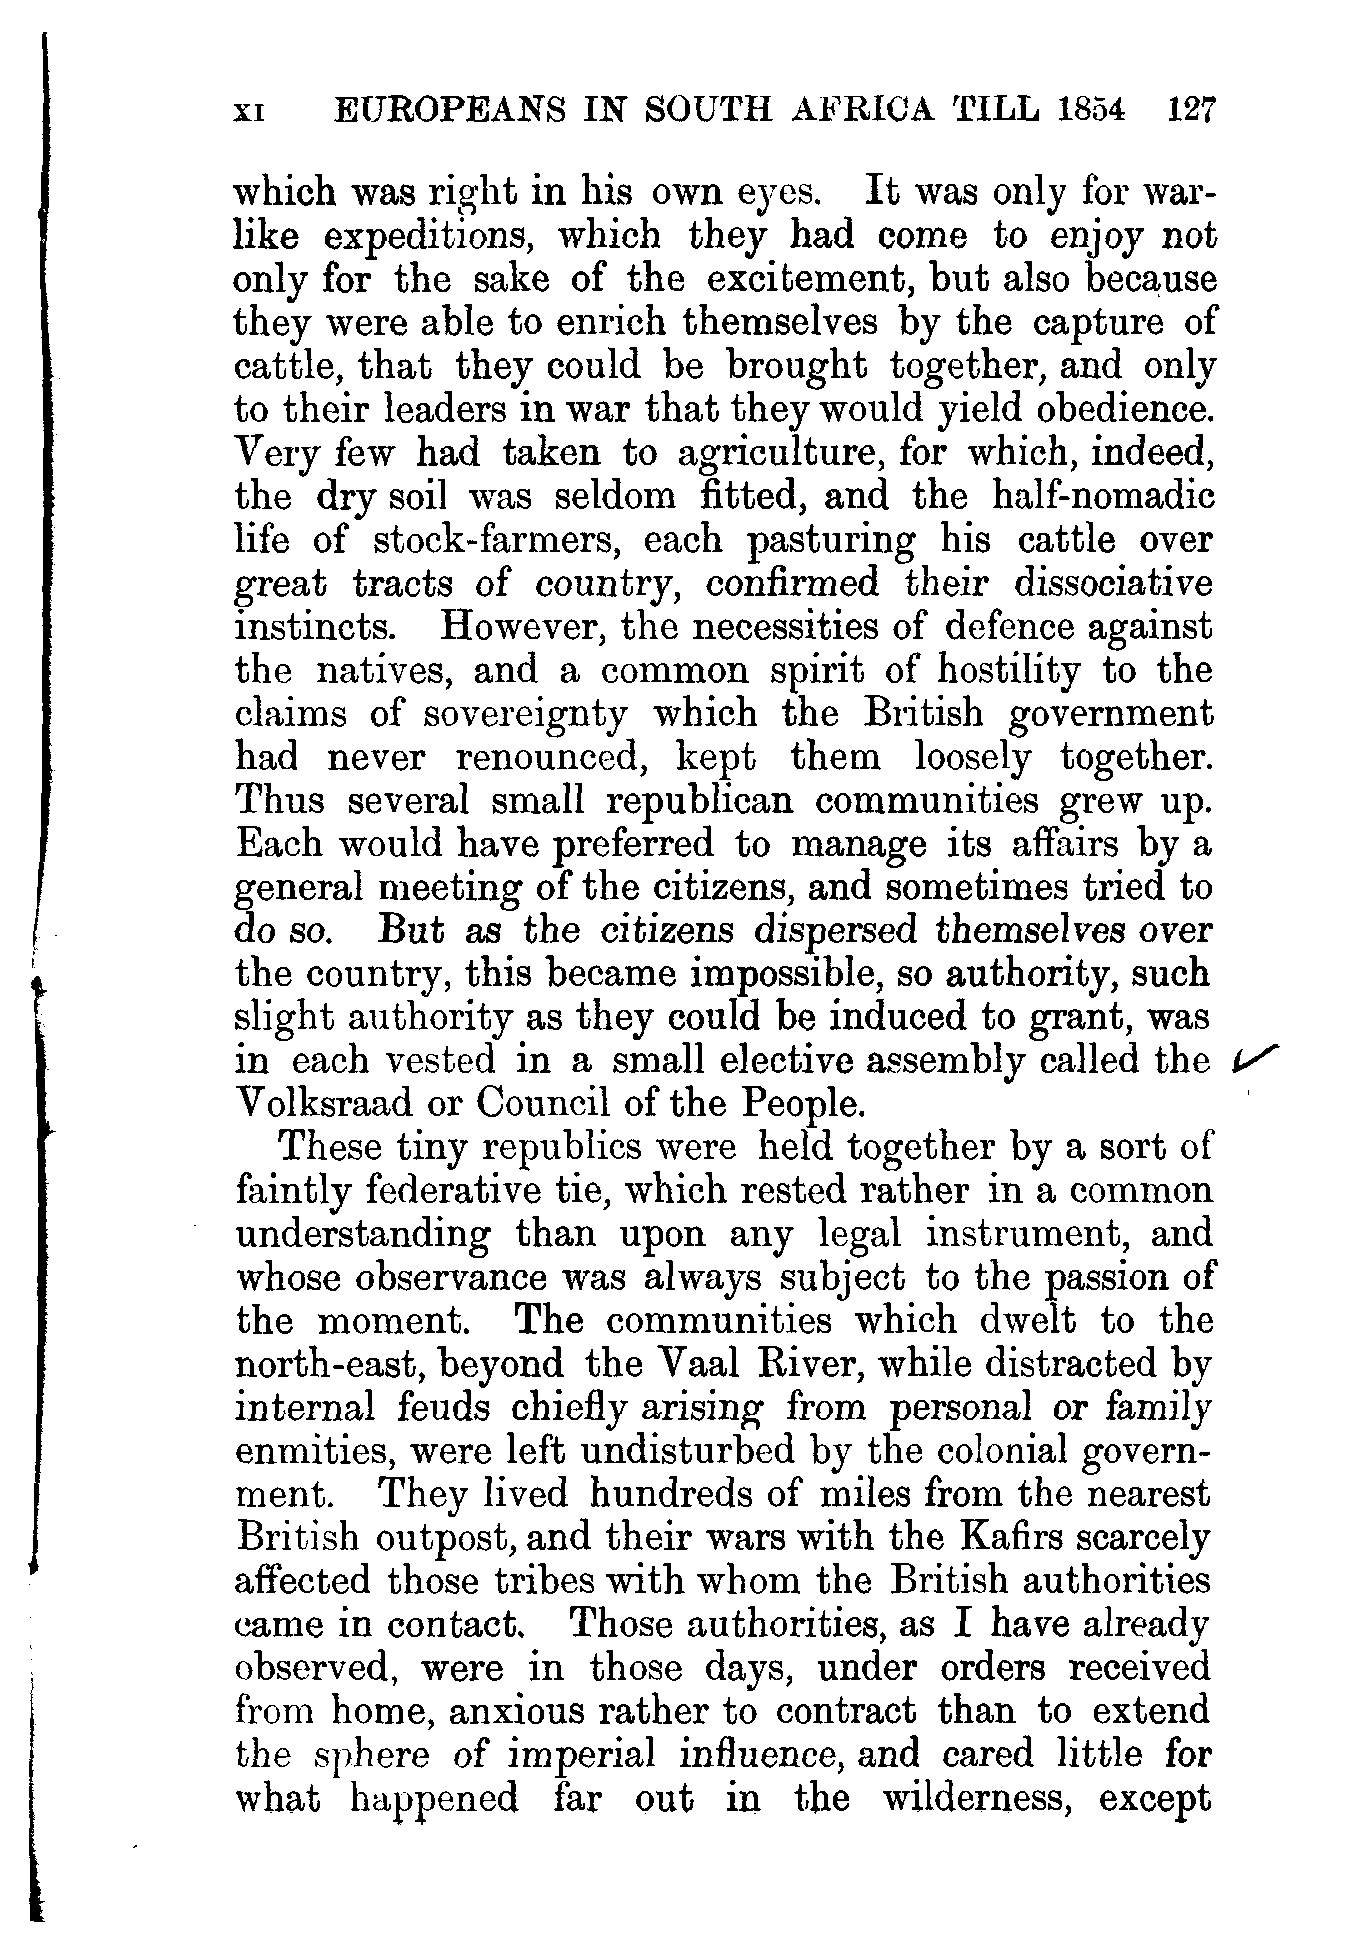 XI EUROPEANS IN SOUTH AFRICA TILL 1854 127
which was right in his own eyes. It was only for war-
like expeditions, which they had come to enjoy not
only for the sake of the excitement, but also because
they were able to enrich themselves by the capture of
cattle, that they could be brought together, and only
to their leaders in war that they would yield obedience.
Very few had taken to agriculture, for which, indeed,
the dry soil was seldom fitted, and the half-nomadic
life of stock-farmers, each pasturing his cattle over
great tracts of country, confirmed their dissociative
instincts. However, the necessities of defence against
the natives, and a common spirit of hostility to the
claims of sovereignty which the British government
had never renounced, kept them loosely together.
Thus several small republican communities grew up.
Each would have preferred to manage its affairs by a
general meeting of the citizens, and sometimes tried to
do so. But as the citizens dispersed themselves over
the country, this became impossible, so authority, such
slight authority as they could be induced to grant, was
in each vested in a small elective assembly called the
Volksraad or Council of the People.
These tiny republics were held together by a sort of
faintly federative tie, which rested rather in a common
understanding than upon any legal instrument, and
whose observance was always subject to the passion of
the moment. The communities which dwelt to the
north-east, beyond the Vaal River, while distracted by
internal feuds chiefly arising from personal or family
enmities, were left undisturbed by the colonial govern-
ment. They lived hundreds of miles from the nearest
British outpost, and their wars with the Kafirs scarcely
affected those tribes with whom the British authorities
came in contact. Those authorities, as I have already
observed, were in those days, under orders received
from home, anxious rather to contract than to extend
the sphere of imperial influence, and cared little for
what happened far out in the wilderness, except